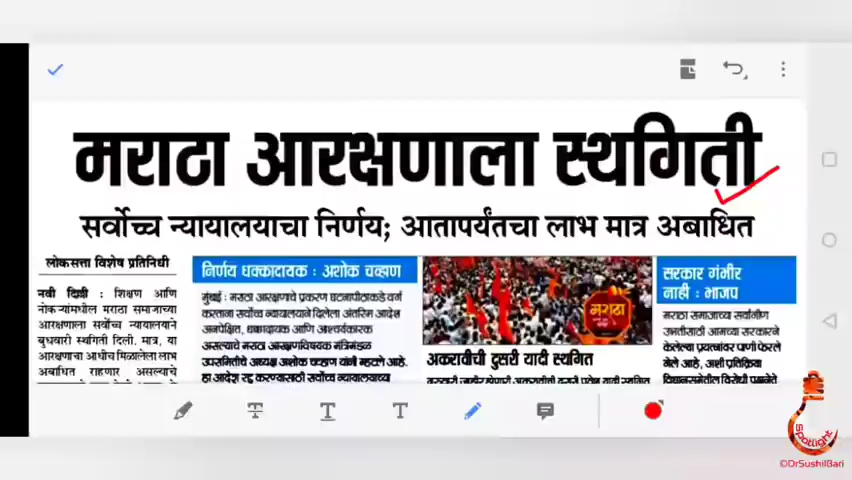 मराठा आरक्षणाला स्थगिती
सर्वोच्च न्यायालयाचा निर्णय; आतापर्यंतचा लाभ मात्र अबाधित
लोकसत्ता विशेष प्रतिनिधी
नवी दिल्ली : शिक्षण आणि
नोकऱ्यांमधील मराठा समाजाच्या
आरक्षणाला सर्वोच्च न्यायालयाने
बुधवारी स्थगिती दिली. मात्र, या
आरक्षणाचा आधीच मिळालेला लाभ
अबाधित राहणार असल्याचे
निर्णय धक्कादायक : अशोक चव्हाण
मुंबई : मराठा आरक्षणाचे प्रकरण घटनापीठाकडे वर्ग
करताना सर्वोच्च न्यायालयाने दिलेला अंतरिम आदेश
अनपेक्षित, धक्कादायक आणि आश्चर्यकारक
असल्याचे मराठा आरक्षणविषयक मंत्रिमंडळ
उपसमितीचे अध्यक्ष अशोक चव्हाण यांनी म्हटले आहे.
हा आदेश रद्द करण्यासाठी सर्वोच्च न्यायालयाच्या
मराठा
अकरावीची दुसरी यादी स्थगित
सरकार गंभीर
नाही : भाजप
मराठा समाजाच्या सर्वांगीण
उन्नतीसाठी आमच्या सरकारने
केलेल्या प्रयत्नांवर पाणी फेरले
गेले आहे, अशी प्रतिक्रिया
विधानसभेतील विरोधी पक्षनेते
T T T
Spotlight
©DrSushilBari